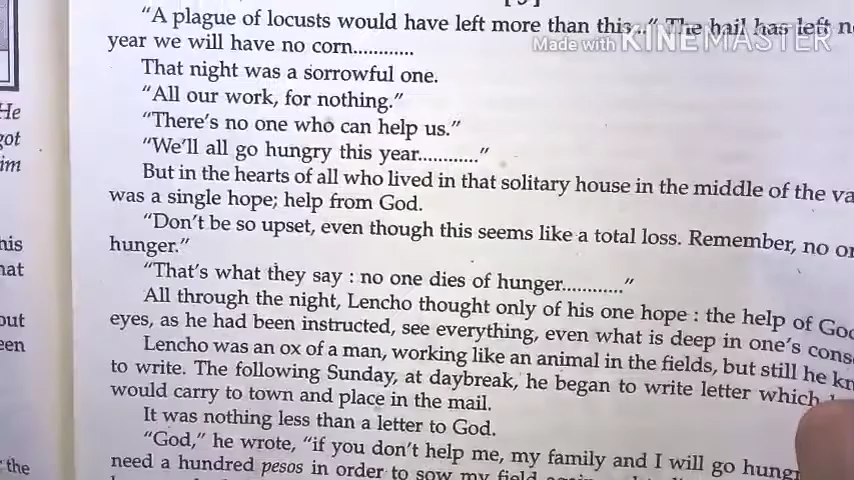 [9]
"A plague of locusts would have left more than this..." The hail has left
year we will have no corn............
Made with KINEMASTER
That night was a sorrowful one.
"All our work, for nothing."
"There's no one who can help us."
"We'll all go hungry this year............"
But in the hearts of all who lived in that solitary house in the middle of the
was a single hope; help from God.
"Don't be so upset, even though this seems like a total loss. Remember, no
hunger."
"That's what they say : no one dies of hunger............"
All through the night, Lencho thought only of his one hope : the help of
eyes, as he had been instructed, see everything, even what is deep in one's
Lencho was an ox of a man, working like an animal in the fields, but still he
to write. The following Sunday, at daybreak, he began to write letter which
would carry to town and place in the mail.
It was nothing less than a letter to God.
"God," he wrote, "if you don't help me, my family and I will go
need a hundred pesos in order to sow my field
He
got
im
his
hat
out
een
the